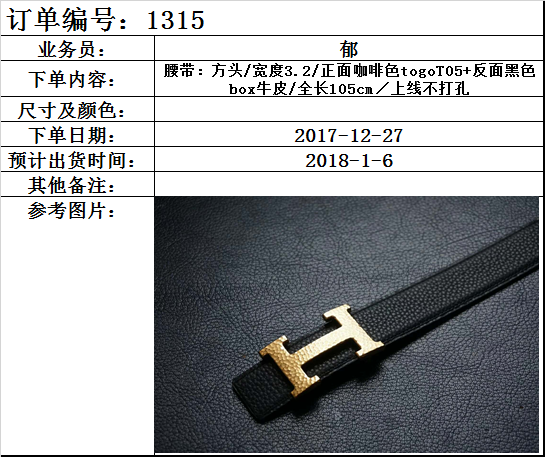 订单编号：1315
业务员：
郁
下单内容：
腰带：方头/宽度3.2/正面咖啡色togoT05+反面黑色
box牛皮/全长105cm／上线不打孔
尺寸及颜色：
下单日期：
2017-12-27
预计出货时间：
2018-1-6
其他备注：
参考图片：